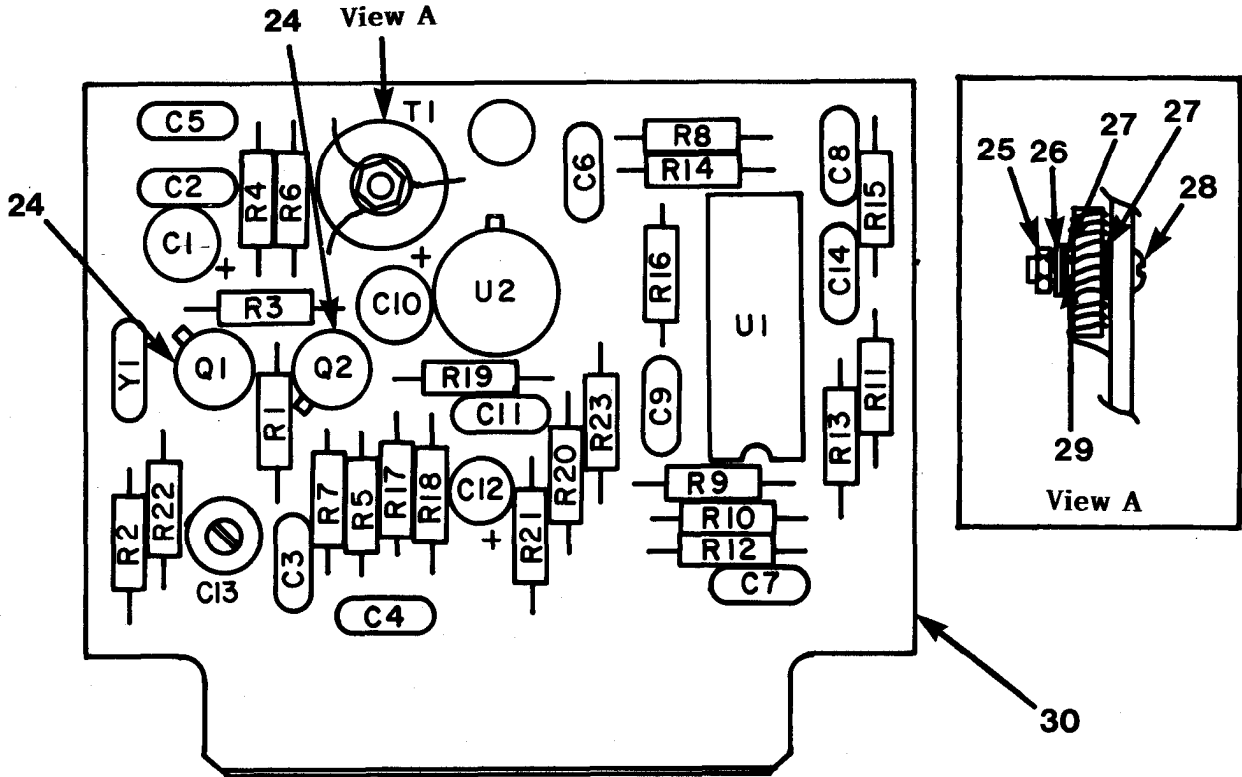 24 View A
T1
C5
C6
R8
R14
C8
R15
C2
R4
R6
24
C1
+
+
C10
U2
R16
C14
R3
U1
Y1
Q1
Q2
R1
R19
C11
R23
C9
R13
R11
R20
R2
R22
C13
R7
R5
R17
R18
C12
+
R21
R9
R10
R12
C3
C4
C7
30
27 27
25 26
28
29
View A